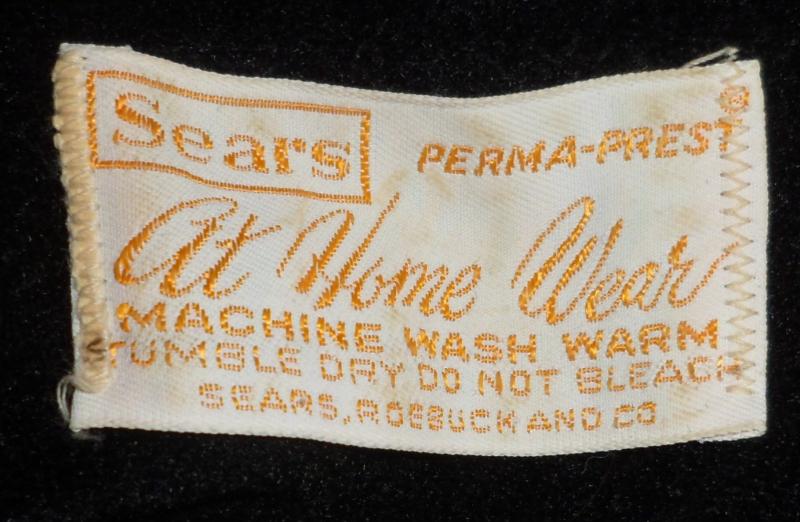 Sears
PERMA-PREST®
At Home Wear
MACHINE WASH WARM
TUMBLE DRY DO NOT BLEACH
SEARS, ROEBUCK AND CO